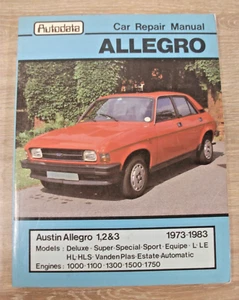 Autodata
Car Repair Manual
ALLEGRO
Austin Allegro 1,2&3 1973-1983
Models : Deluxe · Super · Special · Sport · Equipe · L · LE
HL · HLS · Vanden Plas · Estate Automatic
Engines : 1000 · 1100 · 1300 · 1500 · 1750